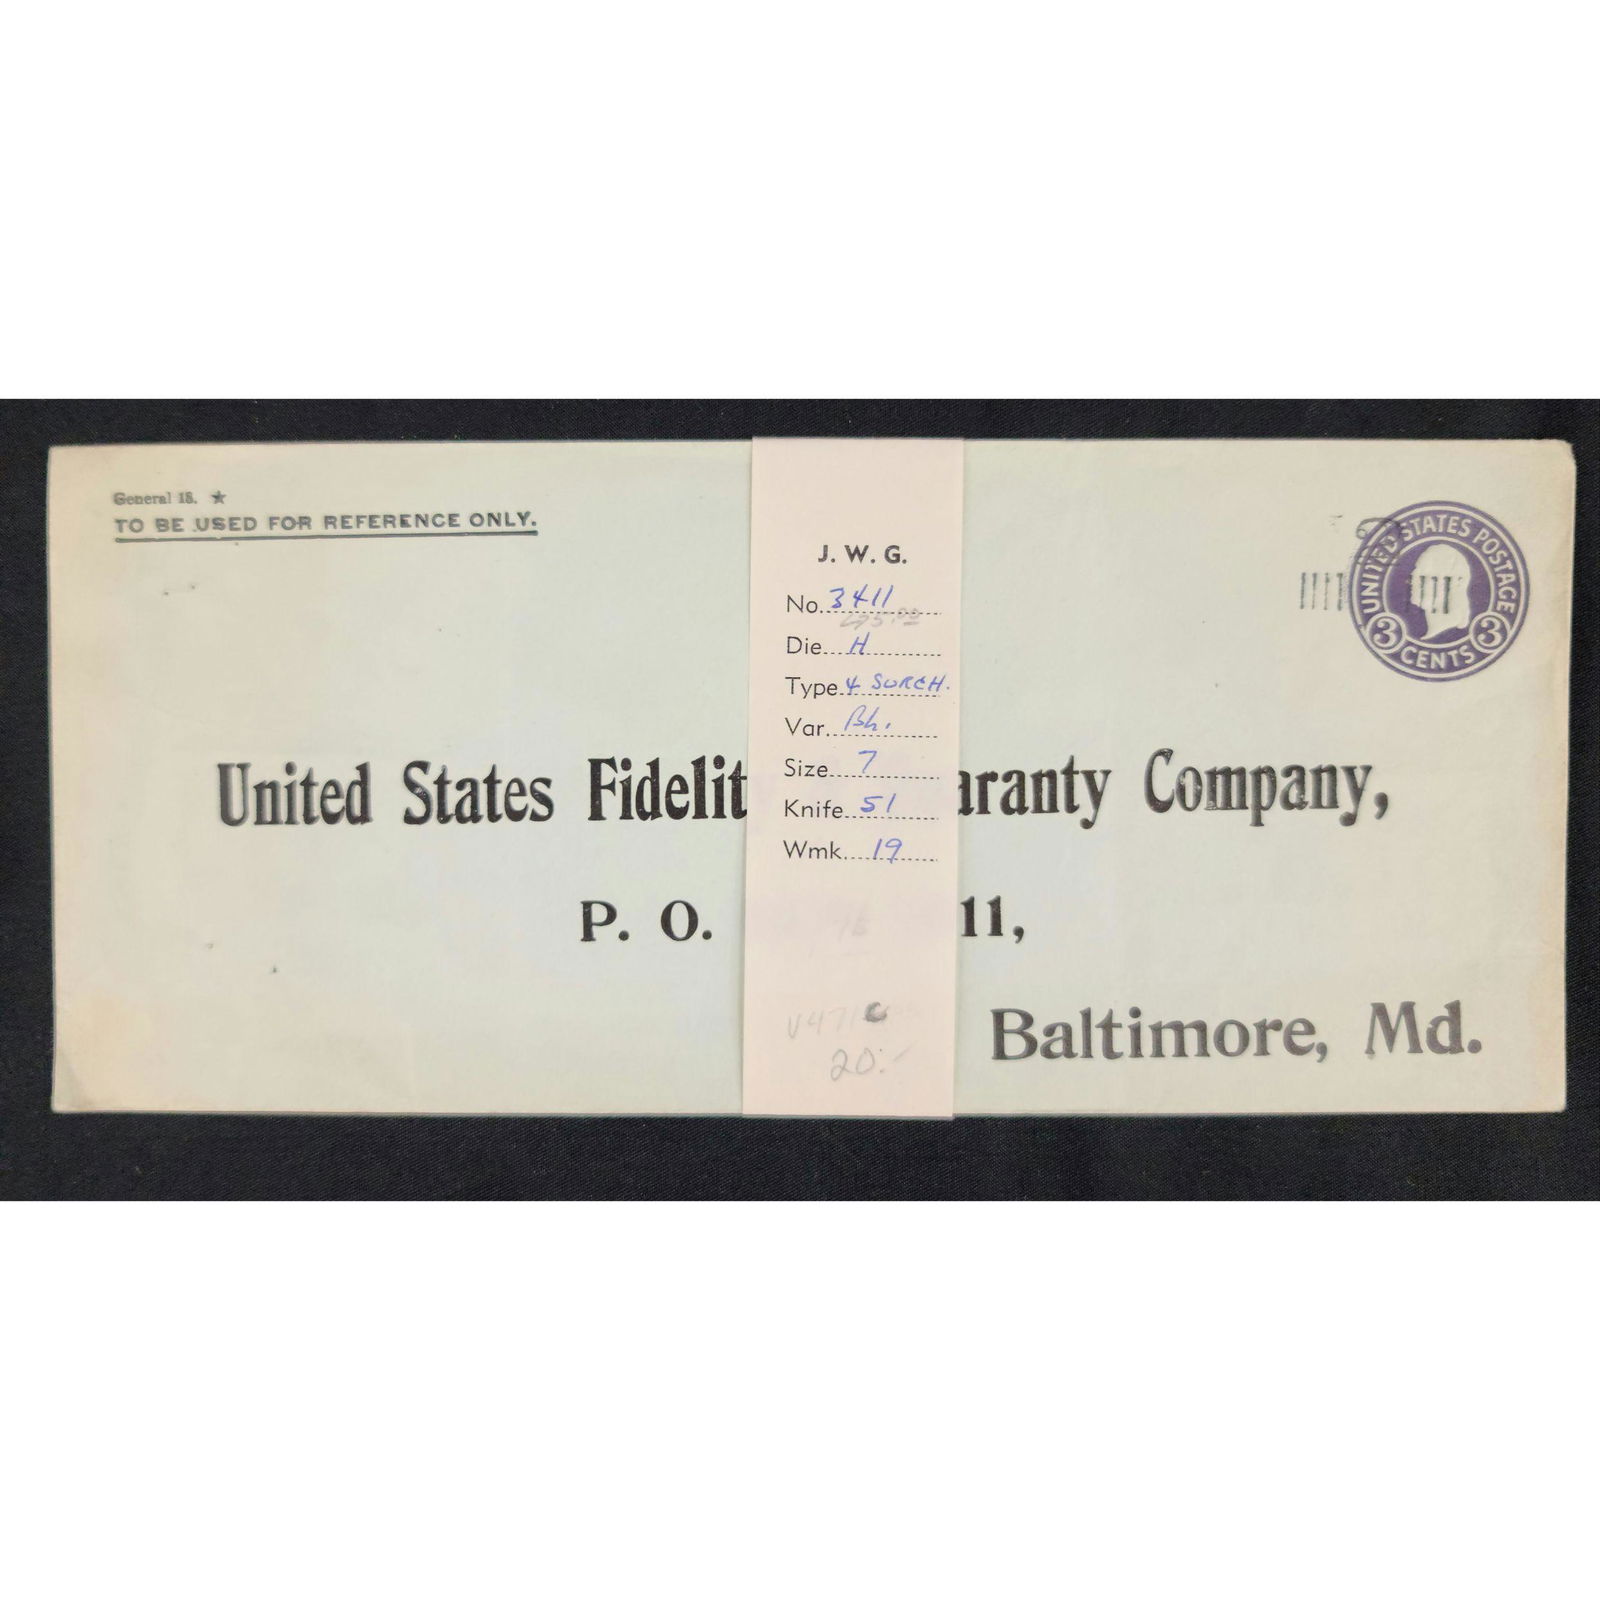 General 18. ★
TO BE USED FOR REFERENCE ONLY.
UNITED STATES POSTAGE
3 CENTS 3
J. W. G.
No. 3411
Die H
Type 4 SURCH.
Var. Bh.
Size 7
Knife 51
Wmk. 19
United States Fidelit aranty Company,
P. O. 11,
Baltimore, Md.
20.-